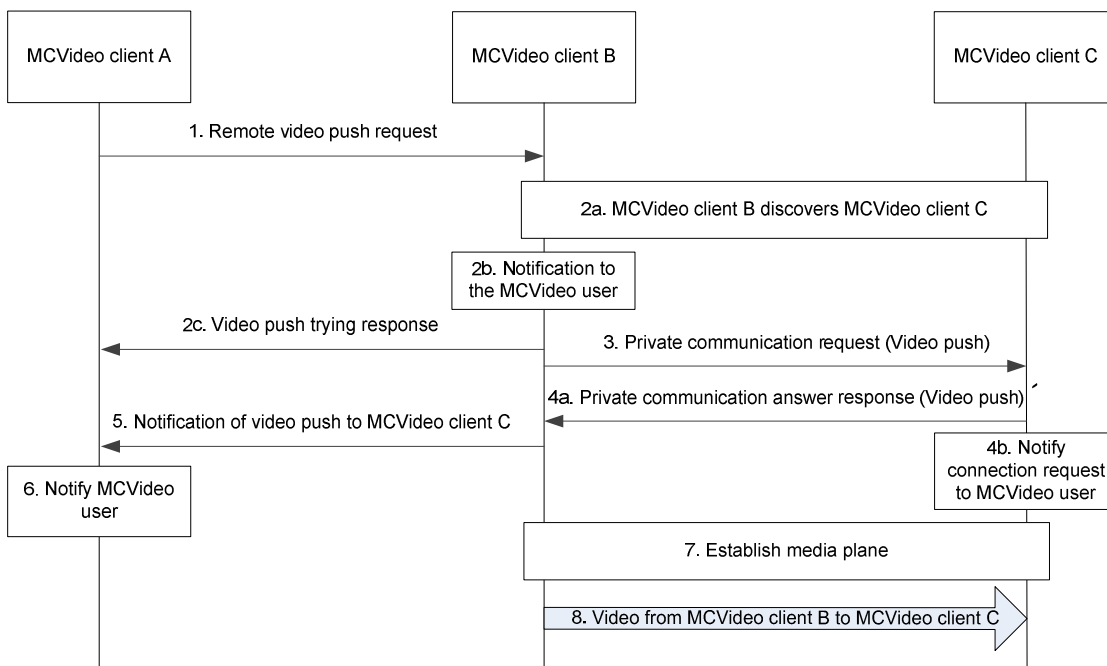 MCVideo client A
MCVideo client B
MCVideo client C
1. Remote video push request
2a. MCVideo client B discovers MCVideo client C
2b. Notification to
the MCVideo user
2c. Video push trying response
3. Private communication request (Video push)
4a. Private communication answer response (Video push)
5. Notification of video push to MCVideo client C
4b. Notify
connection request
to MCVideo user
6. Notify MCVideo
user
7. Establish media plane
8. Video from MCVideo client B to MCVideo client C